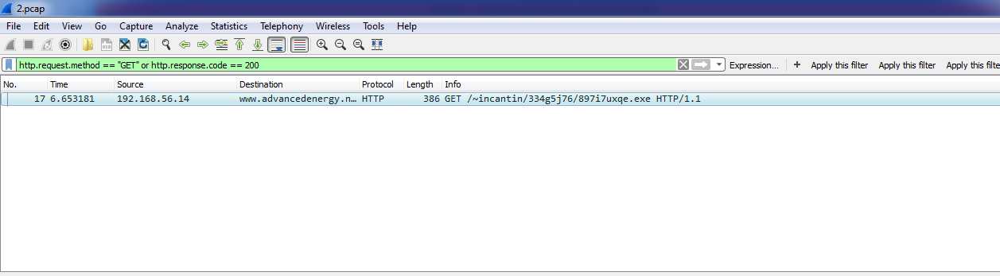 2.pcap
File Edit View Go Capture Analyze Statistics Telephony Wireless Tools Help
http.request.method == "GET" or http.response.code == 200 Expression... + Apply this filter Apply this filter Apply this filte
No. Time Source Destination Protocol Length Info
17 6.653181 192.168.56.14 www.advancedenergy.n… HTTP 386 GET /~incantin/334g5j76/897i7uxqe.exe HTTP/1.1